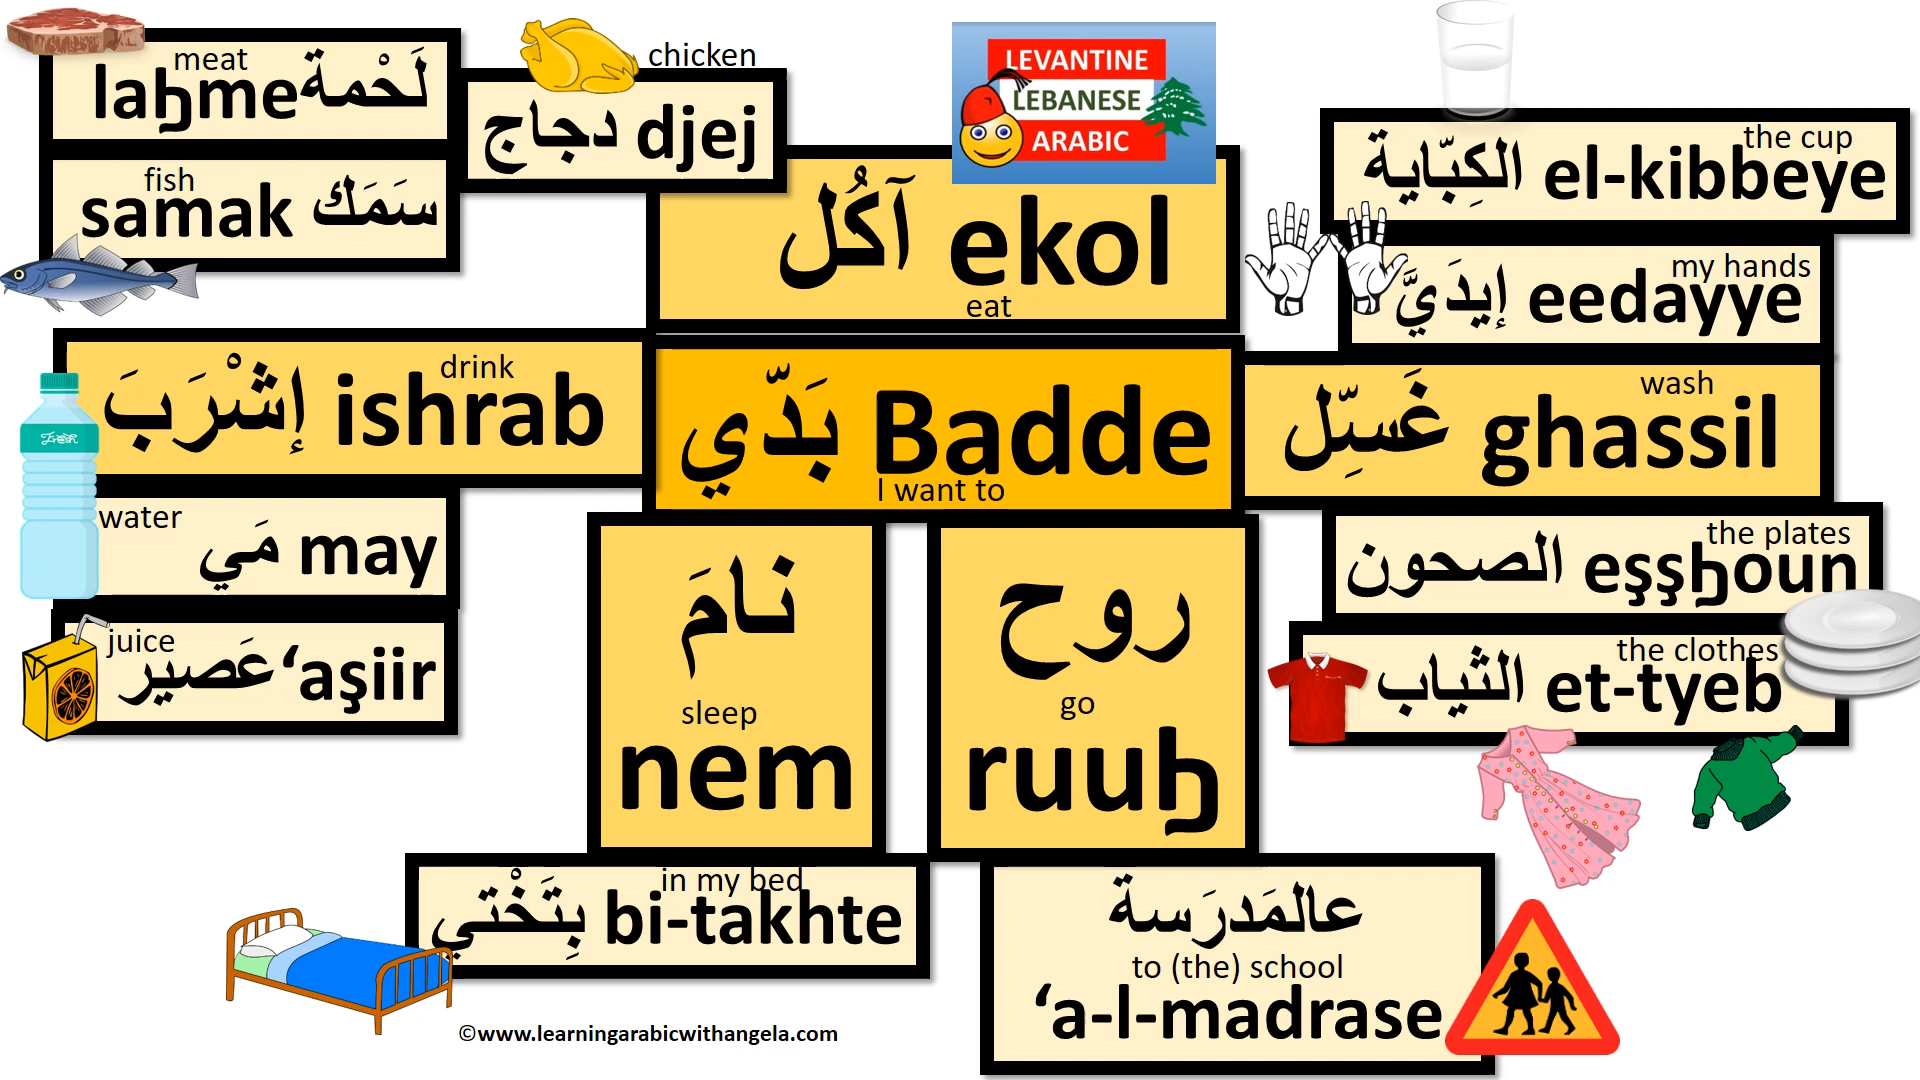 meat
laḫme لَحْمة
fish
samak سَمَك
chicken
دجاج djej
LEVANTINE
LEBANESE
ARABIC
آكُل ekol
eat
the cup
الكِبّاية el-kibbeye
my hands
إيدَيَّ eedayye
drink
إشْرَبَ ishrab
بَدّي Badde
I want to
wash
غَسِّل ghassil
water
مَي may
juice
عَصير ‘aşiir
نامَ
sleep
nem
روح
go
ruuḫ
the plates
الصحون eşşḫoun
the clothes
الثياب et-tyeb
in my bed
بِتَخْتي bi-takhte
عالمَدرَسة
to (the) school
‘a-l-madrase
Fresh
©www.learningarabicwithangela.com